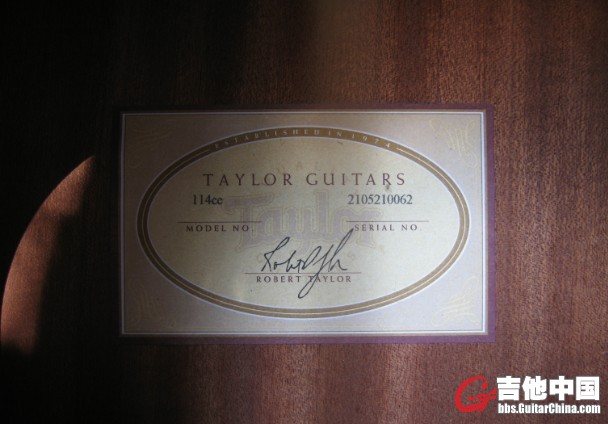 ESTABLISHED IN 1974
TAYLOR GUITARS
114ce 2105210062
MODEL NO. SERIAL NO.
Taylor
ROBERT TAYLOR
吉他中国
bbs.GuitarChina.com